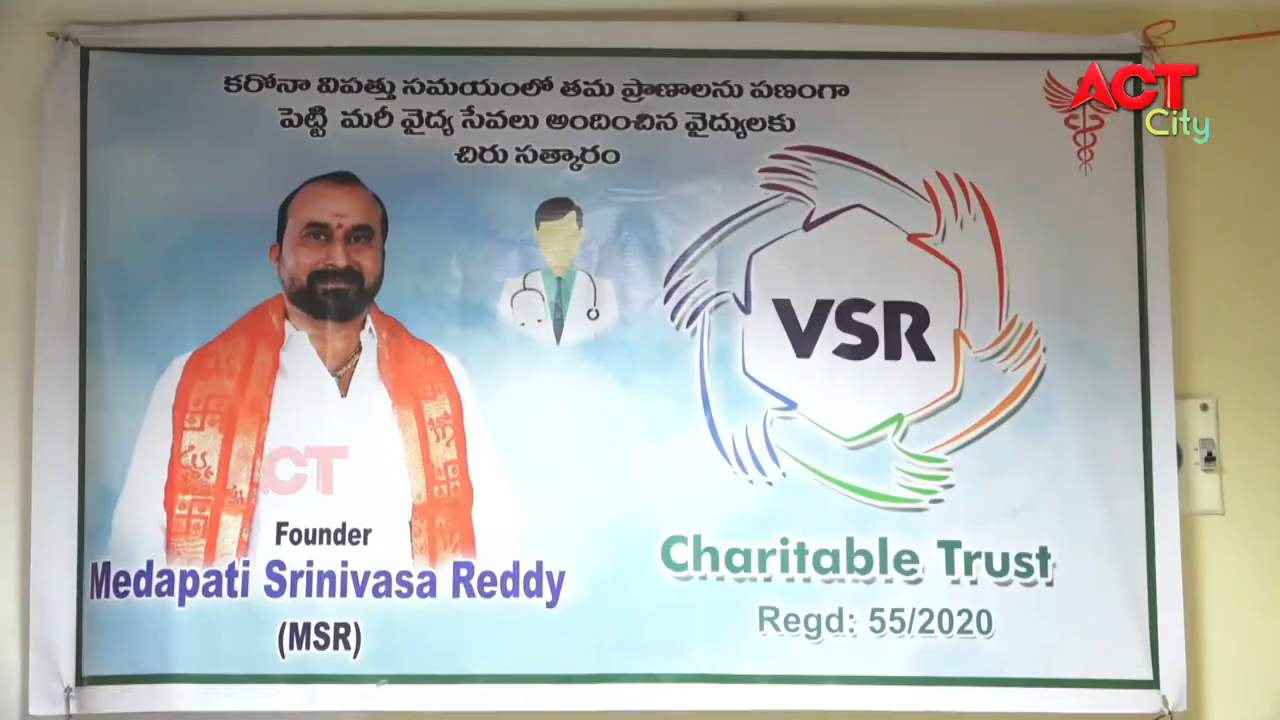 కరోనా విపత్తు సమయంలో తమ ప్రాణాలను పణంగా
పెట్టి మరీ వైద్య సేవలు అందించిన వైద్యులకు
చిరు సత్కారం
ACT
City
VSR
ACT
Founder
Medapati Srinivasa Reddy
(MSR)
Charitable Trust
Regd: 55/2020